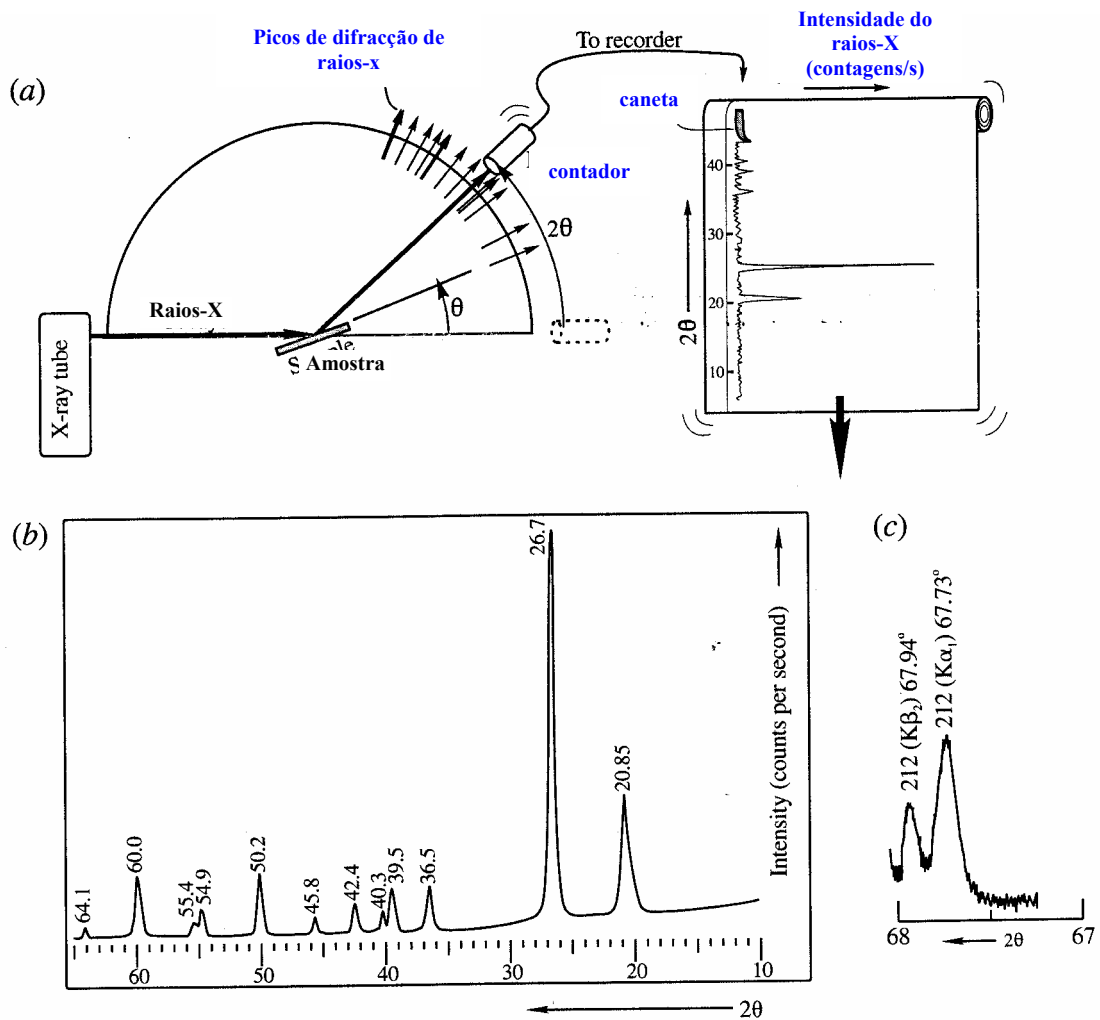 Picos de difracção de
raios-x
To recorder
Intensidade do
raios-X
(contagens/s)
(a)
caneta
contador
40
30
20
10
2θ
2θ
θ
Raios-X
Amostra
X-ray tube
(b)
64.1
60.0
55.4
54.9
50.2
45.8
42.4
40.3
39.5
36.5
26.7
20.85
Intensity (counts per second)
60
50
40
30
20
10
2θ
(c)
212 (Kβ₂) 67.94°
212 (Kα₁) 67.73°
68
67
2θ